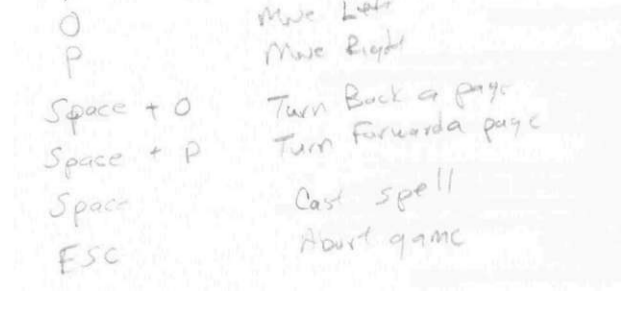 O Move Left
P Move Right
Space + O Turn Back a page
Space + P Turn Forward a page
Space Cast spell
ESC Abort game